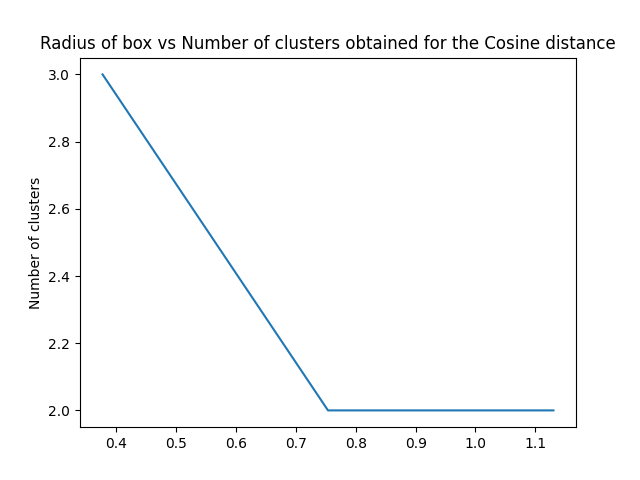 Radius of box vs Number of clusters obtained for the Cosine distance
3.0
2.8
2.6
2.4
2.2
2.0
Number of clusters
0.4 0.5 0.6 0.7 0.8 0.9 1.0 1.1